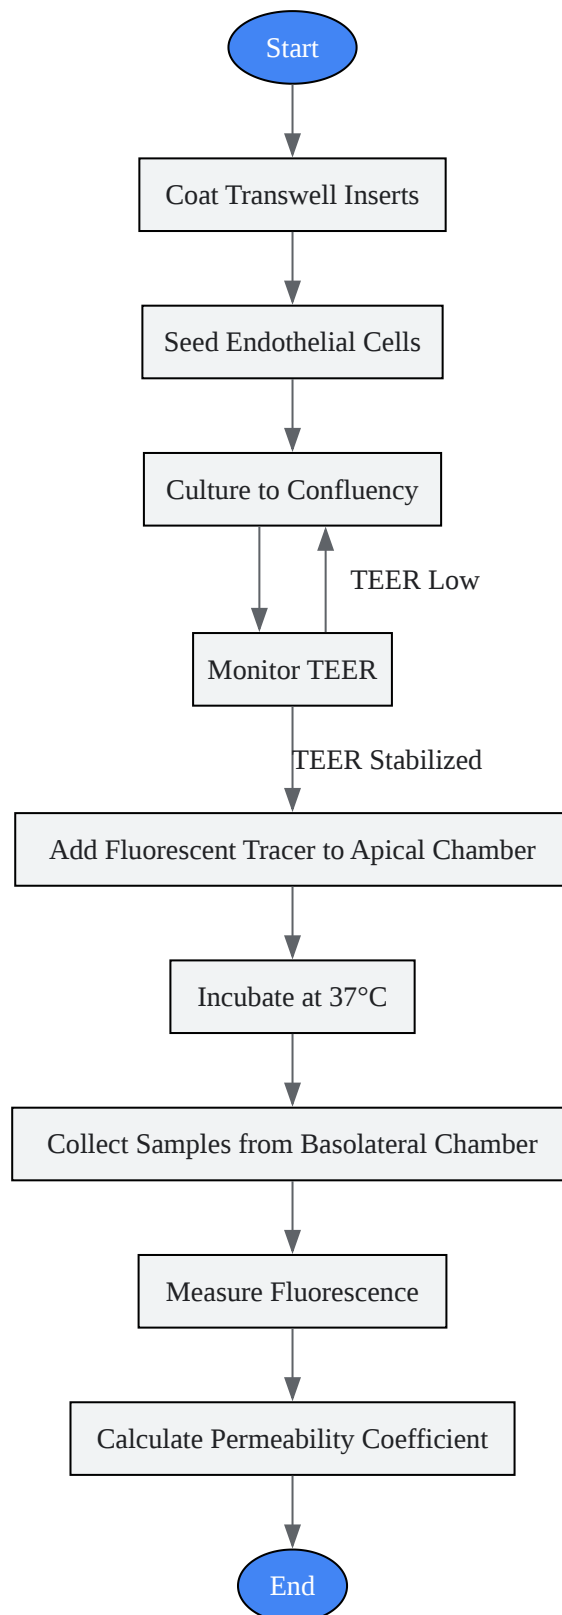 Start
Coat Transwell Inserts
Seed Endothelial Cells
Culture to Confluency
TEER Low
Monitor TEER
TEER Stabilized
Add Fluorescent Tracer to Apical Chamber
Incubate at 37°C
Collect Samples from Basolateral Chamber
Measure Fluorescence
Calculate Permeability Coefficient
End